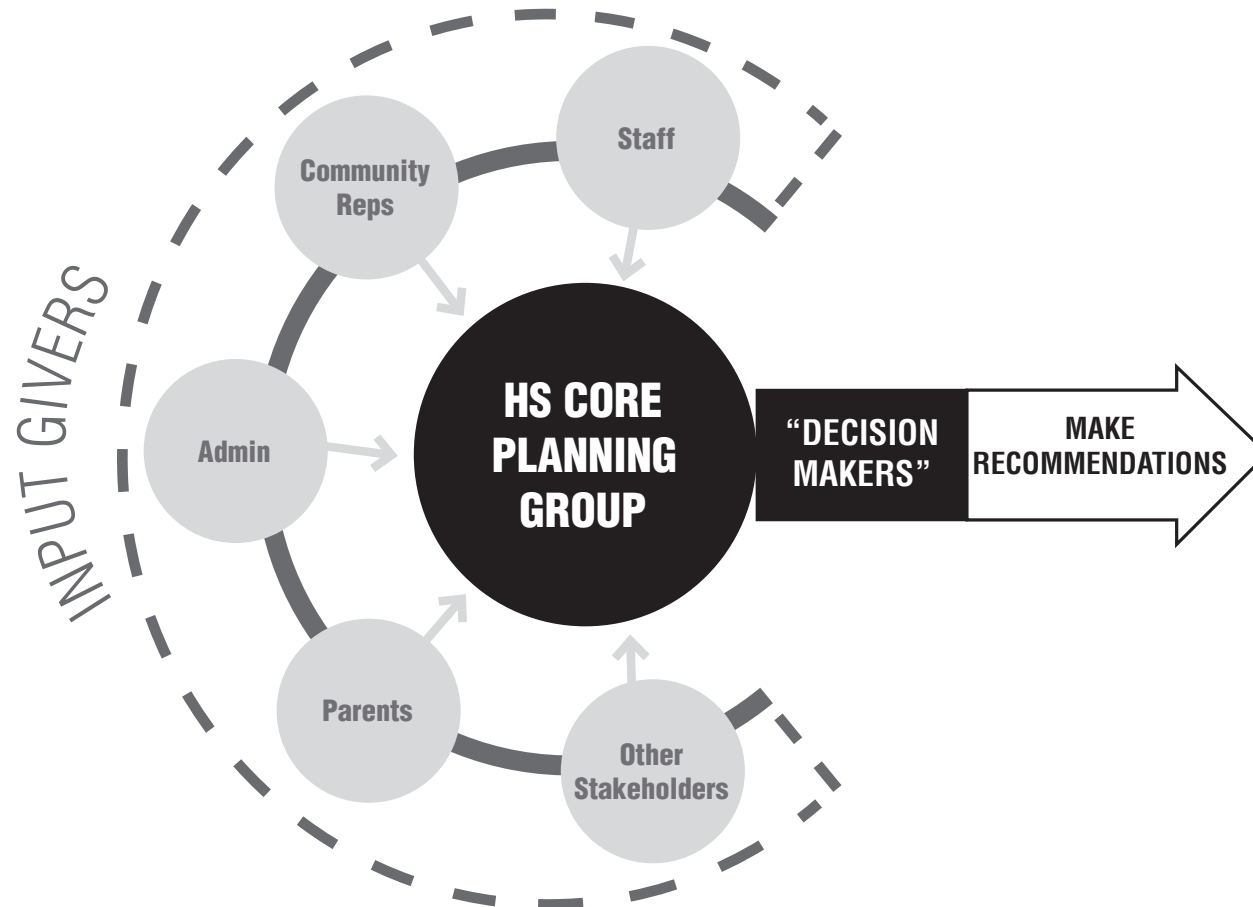 INPUT GIVERS
Staff
Community
Reps
Admin
Parents
Other
Stakeholders
HS CORE
PLANNING
GROUP
“DECISION
MAKERS”
MAKE
RECOMMENDATIONS